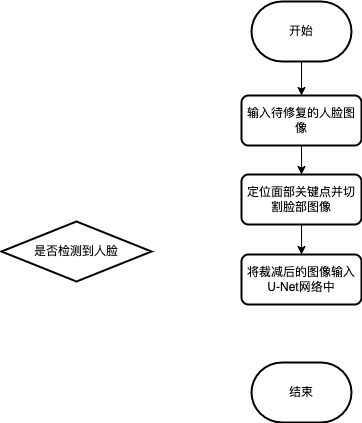 开始
输入待修复的人脸图
像
定位面部关键点并切
割脸部图像
是否检测到人脸
将裁减后的图像输入
U-Net网络中
结束